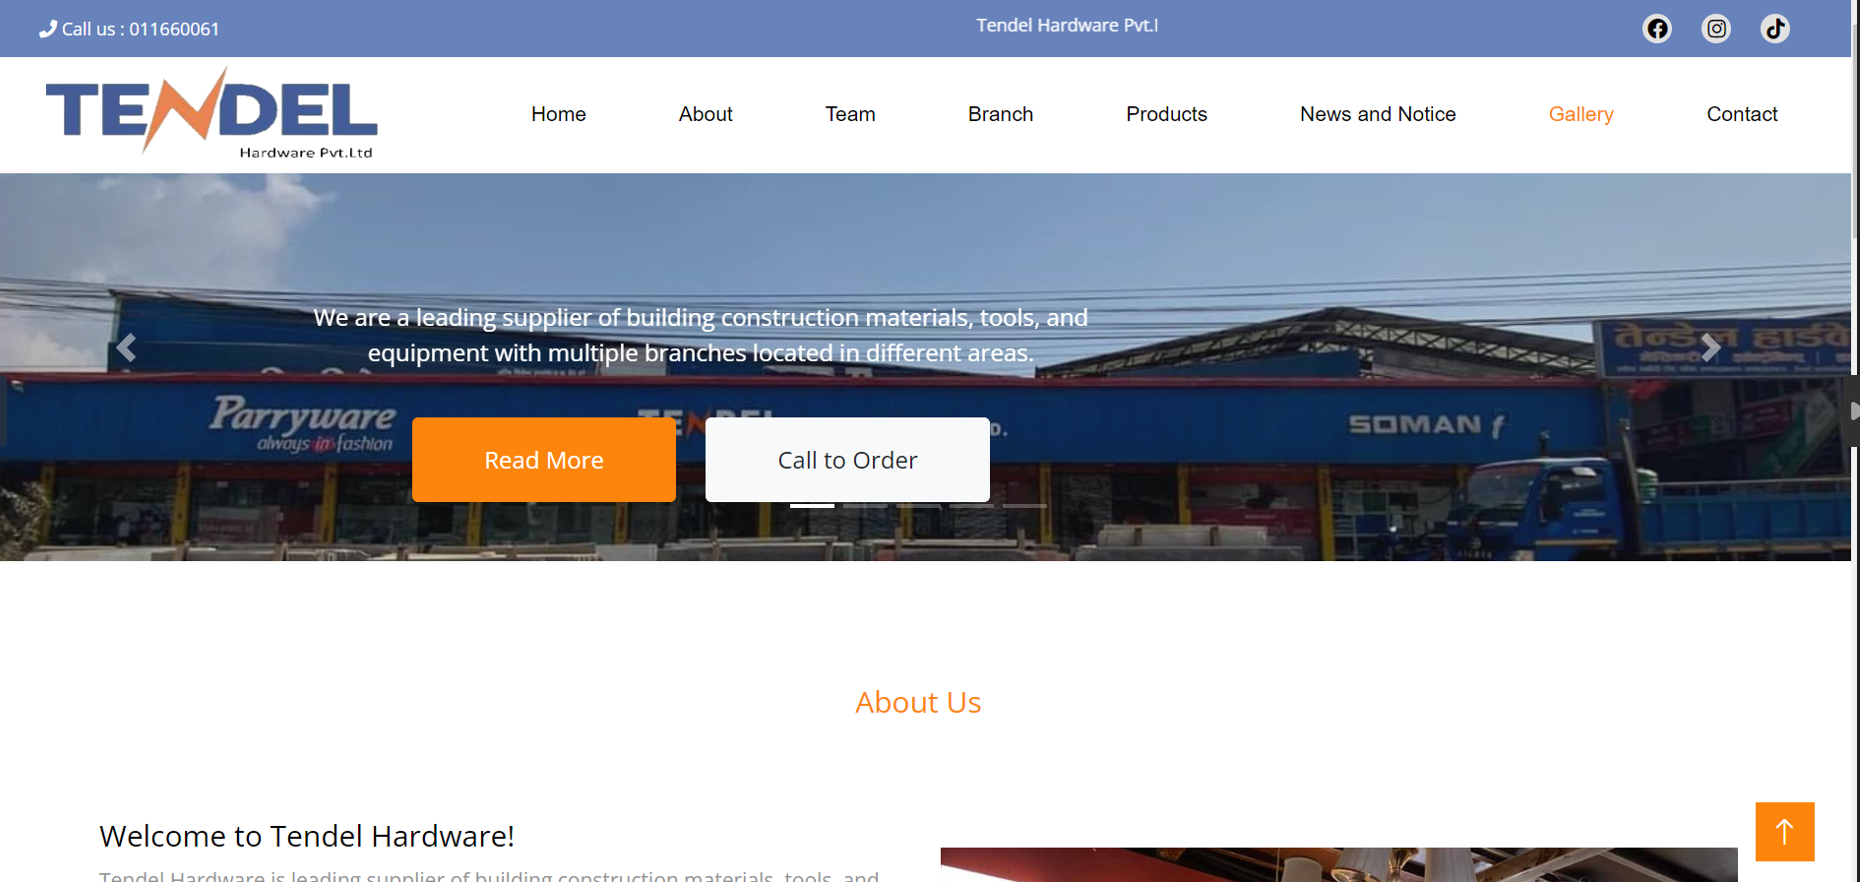 Call us : 011660061
Tendel Hardware Pvt.
TENDEL
Hardware Pvt.Ltd
Home
About
Team
Branch
Products
News and Notice
Gallery
Contact
We are a leading supplier of building construction materials, tools, and
equipment with multiple branches located in different areas.
तेन्डेल हार्डवे
Parryware
always in fashion
TENDEL
D.
SOMANY
Read More
Call to Order
About Us
Welcome to Tendel Hardware!
Tendel Hardware is leading supplier of building construction materials, tools, and